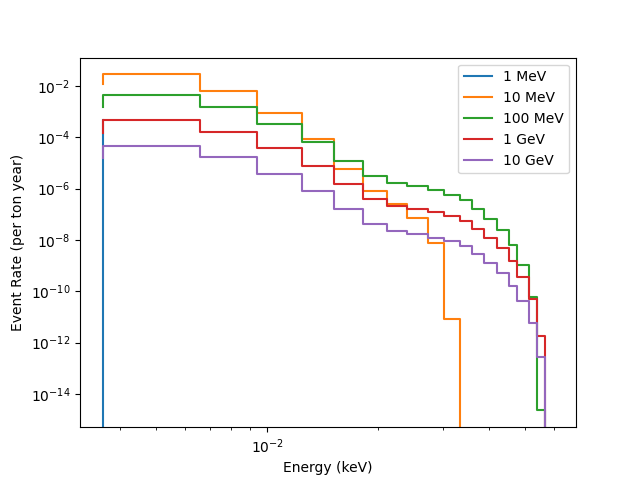 10⁻²
10⁻⁴
10⁻⁶
10⁻⁸
10⁻¹⁰
10⁻¹²
10⁻¹⁴
Event Rate (per ton year)
1 MeV
10 MeV
100 MeV
1 GeV
10 GeV
10⁻²
Energy (keV)